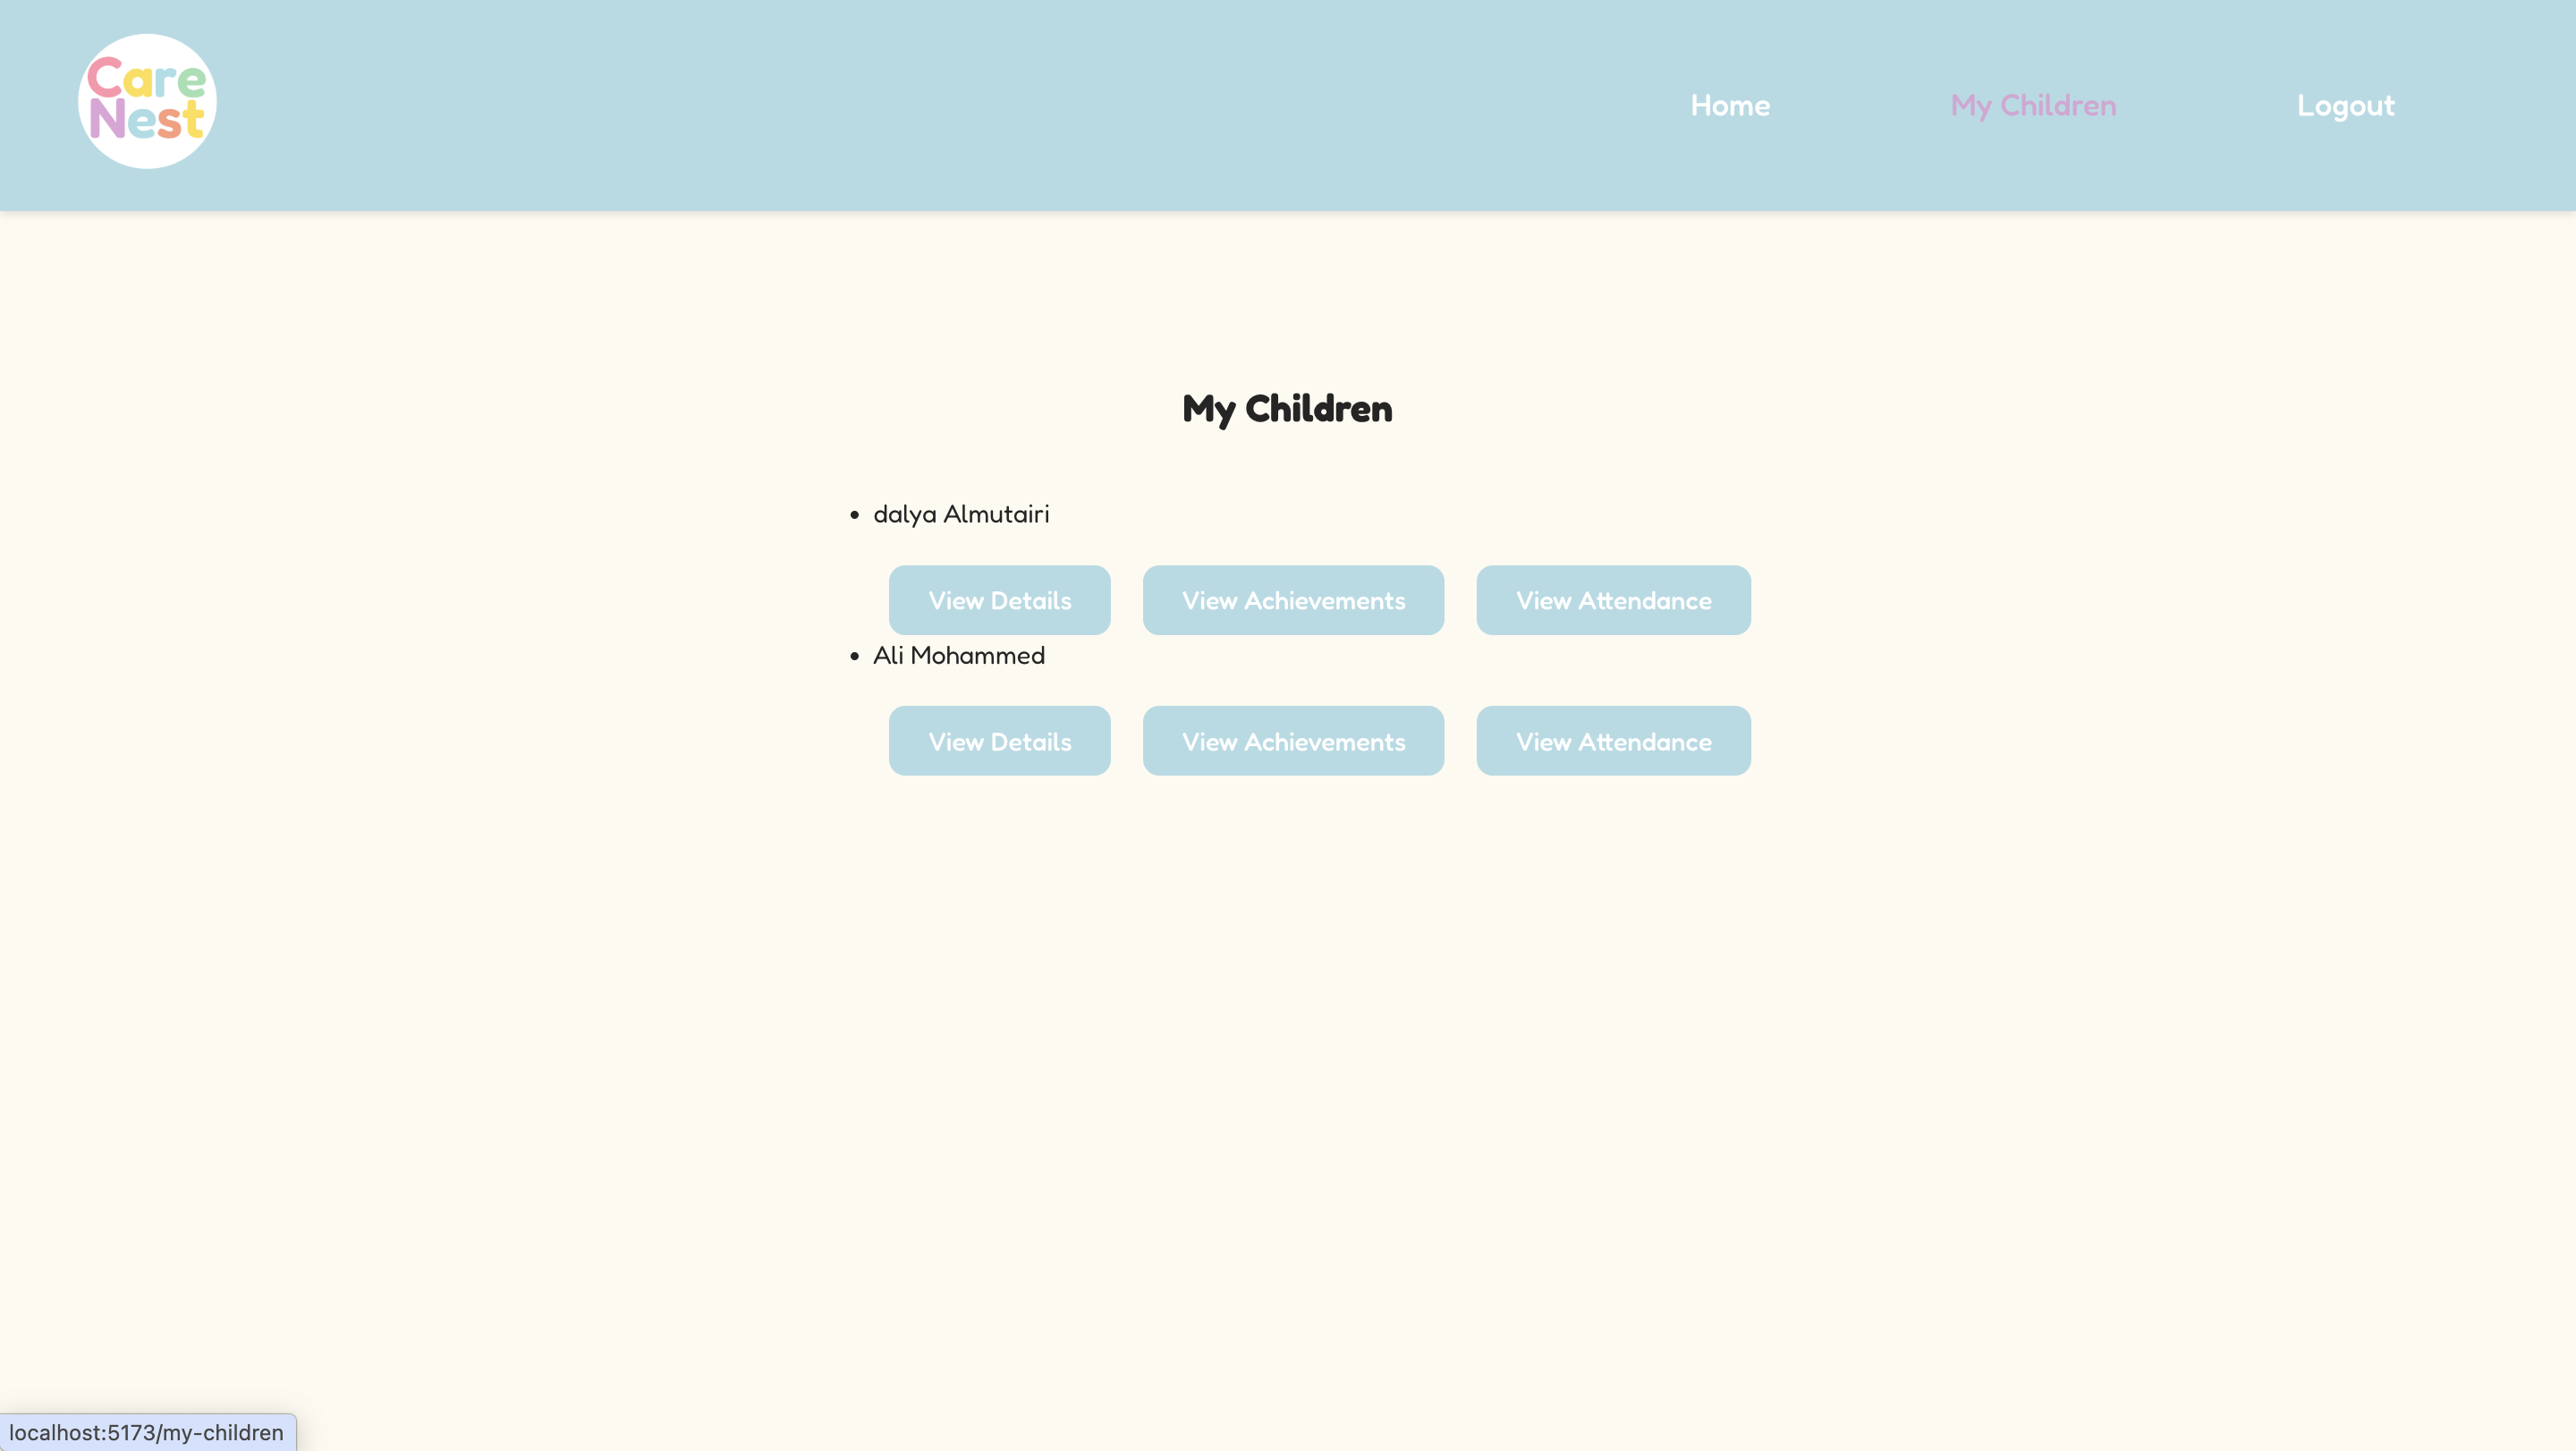 Care
Nest
Home My Children Logout
My Children
• dalya Almutairi
View Details View Achievements View Attendance
• Ali Mohammed
View Details View Achievements View Attendance
localhost:5173/my-children